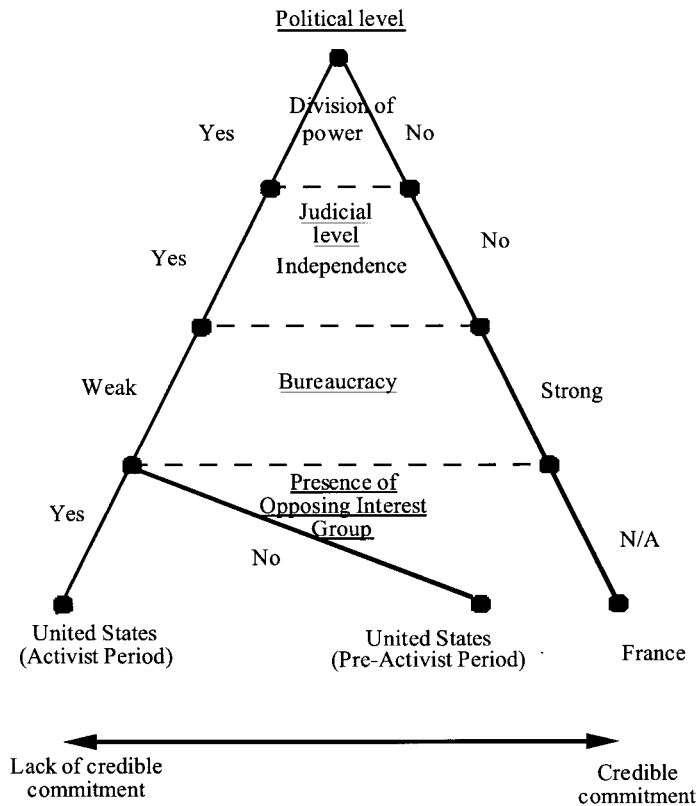 Political level
Division of
Yes
power
No
Judicial
level
Yes
No
Independence
Weak
Bureaucracy
Strong
Presence of
Opposing Interest
Group
Yes
No
N/A
United States
(Activist Period)
United States
(Pre-Activist Period)
France
Lack of credible
commitment
Credible
commitment